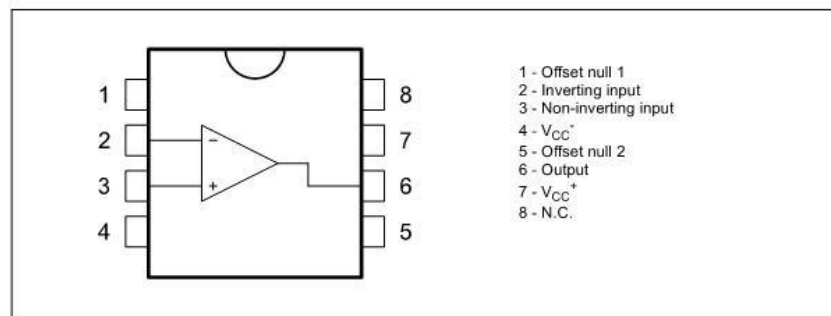 1
2
3
4
8
7
6
5
−
+
1 - Offset null 1
2 - Inverting input
3 - Non-inverting input
4 - VCC-
5 - Offset null 2
6 - Output
7 - VCC+
8 - N.C.